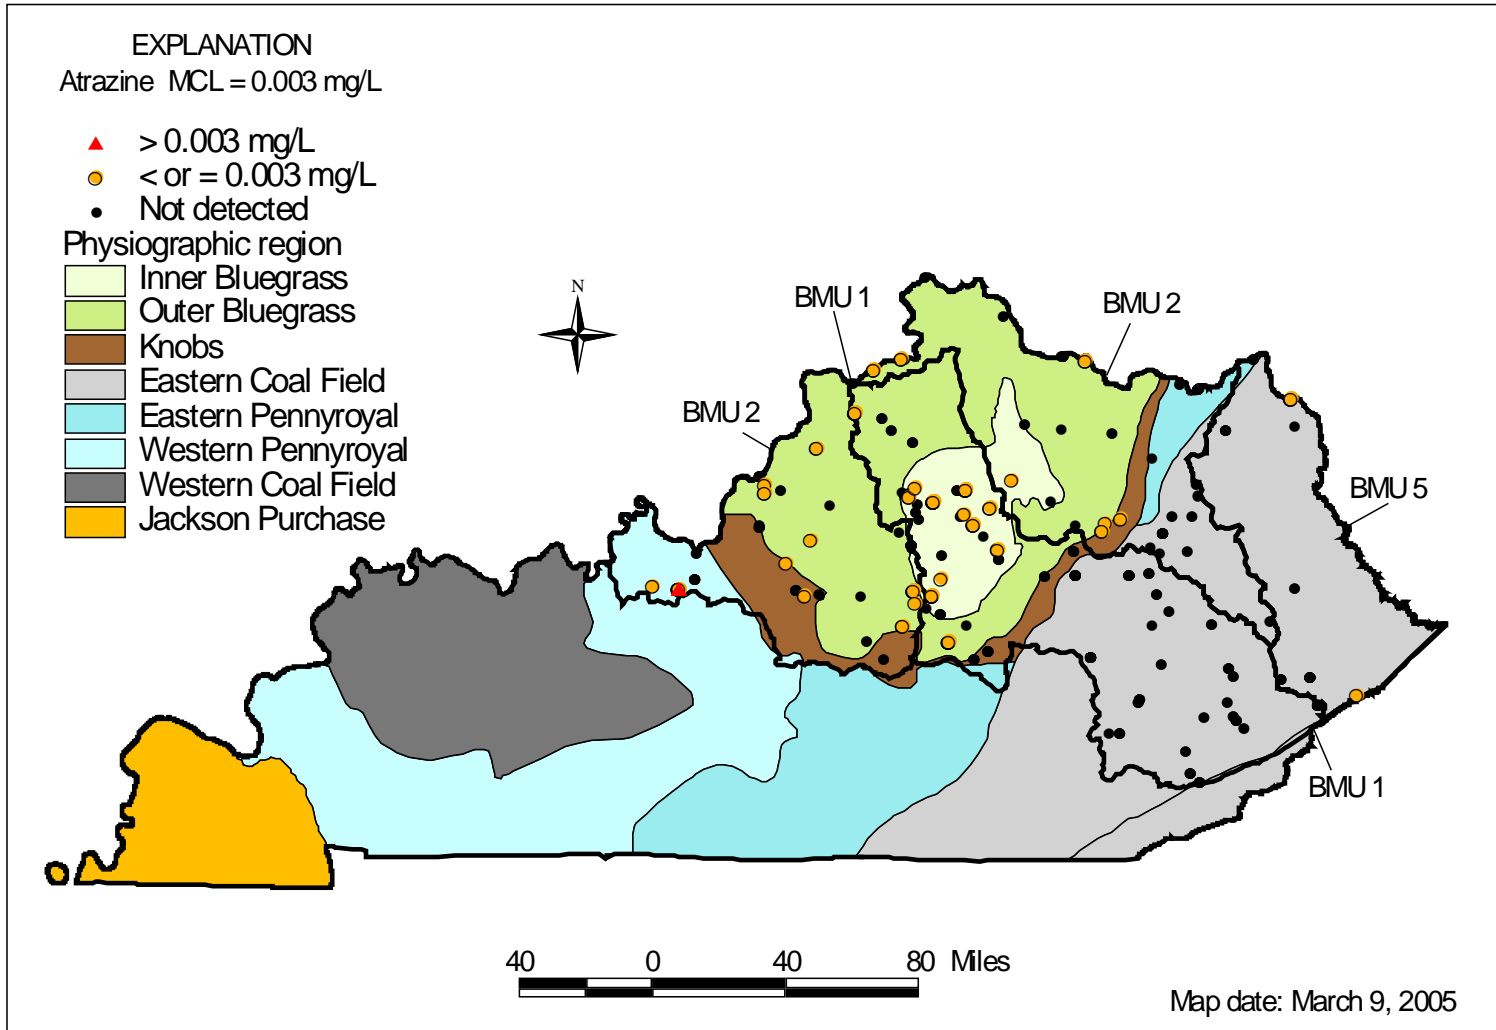 EXPLANATION
Atrazine MCL = 0.003 mg/L
> 0.003 mg/L
< or = 0.003 mg/L
Not detected
Physiographic region
Inner Bluegrass
Outer Bluegrass
Knobs
Eastern Coal Field
Eastern Pennyroyal
Western Pennyroyal
Western Coal Field
Jackson Purchase
N
BMU 1
BMU 2
BMU 2
BMU 5
BMU 1
40 0 40 80 Miles
Map date: March 9, 2005